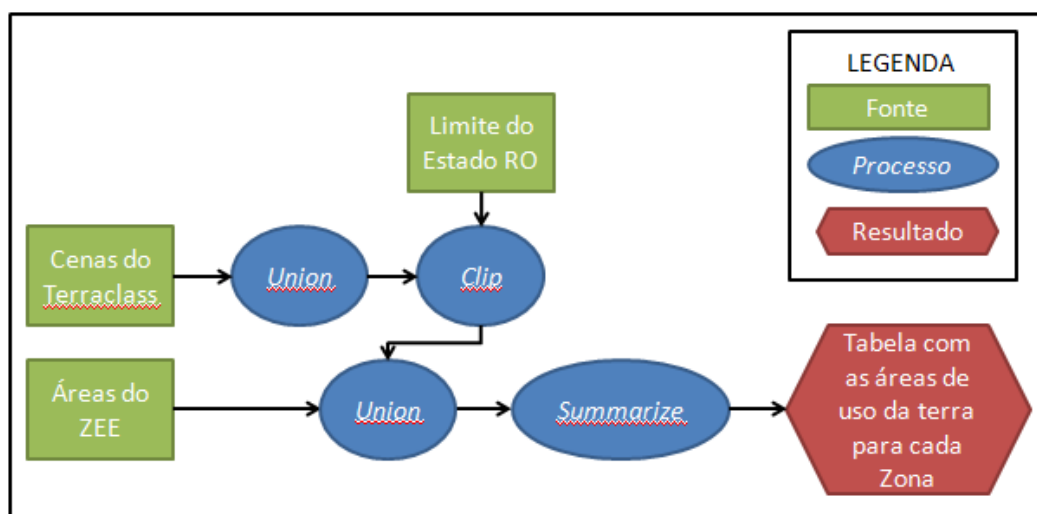 LEGENDA
Fonte
Processo
Resultado
Limite do
Estado RO
Cenas do
Terraclass
Union
Clip
Áreas do
ZEE
Union
Summarize
Tabela com
as áreas de
uso da terra
para cada
Zona